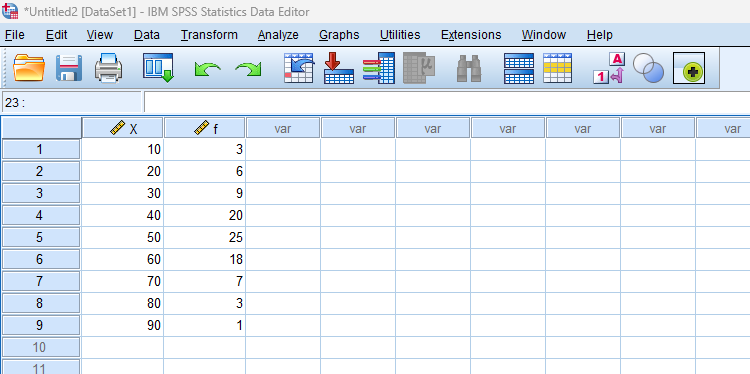 *Untitled2 [DataSet1] - IBM SPSS Statistics Data Editor
File Edit View Data Transform Analyze Graphs Utilities Extensions Window Help
A
1
23 :
X f var var var var var var var
1 10 3
2 20 6
3 30 9
4 40 20
5 50 25
6 60 18
7 70 7
8 80 3
9 90 1
10
11